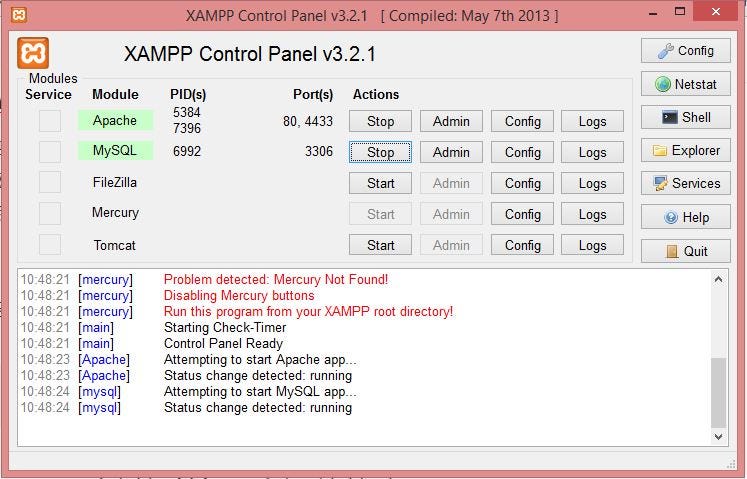 XAMPP Control Panel v3.2.1 [ Compiled: May 7th 2013 ]
XAMPP Control Panel v3.2.1
Config
Modules
Service Module PID(s) Port(s) Actions
Netstat
Apache 5384 7396 80, 4433 Stop Admin Config Logs
Shell
MySQL 6992 3306 Stop Admin Config Logs
Explorer
FileZilla Start Admin Config Logs
Services
Mercury Start Admin Config Logs
Help
Tomcat Start Admin Config Logs
Quit
10:48:21 [mercury] Problem detected: Mercury Not Found!
10:48:21 [mercury] Disabling Mercury buttons
10:48:21 [mercury] Run this program from your XAMPP root directory!
10:48:21 [main] Starting Check-Timer
10:48:21 [main] Control Panel Ready
10:48:23 [Apache] Attempting to start Apache app...
10:48:23 [Apache] Status change detected: running
10:48:24 [mysql] Attempting to start MySQL app...
10:48:24 [mysql] Status change detected: running